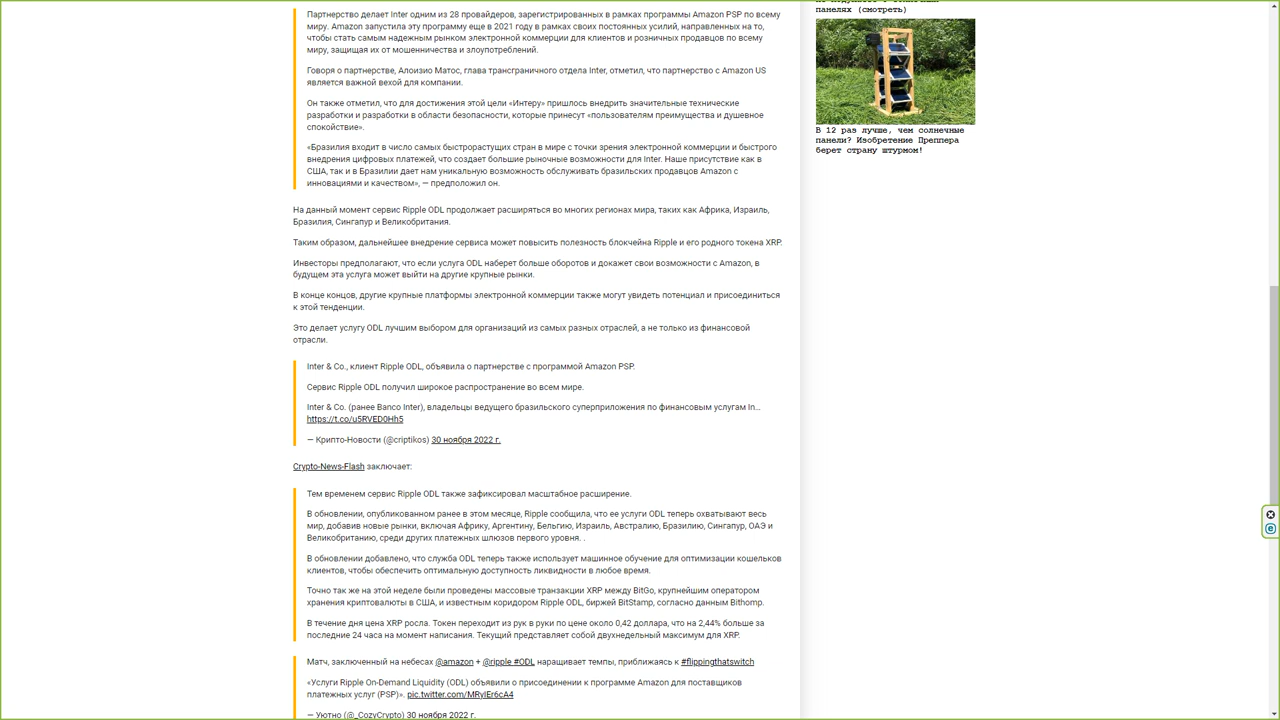 Партнерство делает Inter одним из 28 провайдеров, зарегистрированных в рамках программы Amazon PSP по всему
миру. Amazon запустила эту программу еще в 2021 году в рамках своих постоянных усилий, направленных на то,
чтобы стать самым надежным рынком электронной коммерции для клиентов и розничных продавцов по всему
миру, защищая их от мошенничества и злоупотреблений.
Говоря о партнерстве, Алоизио Матос, глава трансграничного отдела Inter, отметил, что партнерство с Amazon US
является важной вехой для компании.
Он также отметил, что для достижения этой цели «Интеру» пришлось внедрить значительные технические
разработки и разработки в области безопасности, которые принесут «пользователям преимущества и душевное
спокойствие».
«Бразилия входит в число самых быстрорастущих стран в мире с точки зрения электронной коммерции и быстрого
внедрения цифровых платежей, что создает большие рыночные возможности для Inter. Наше присутствие как в
США, так и в Бразилии дает нам уникальную возможность обслуживать бразильских продавцов Amazon с
инновациями и качеством», — предположил он.
На данный момент сервис Ripple ODL продолжает расширяться во многих регионах мира, таких как Африка, Израиль,
Бразилия, Сингапур и Великобритания.
Таким образом, дальнейшее внедрение сервиса может повысить полезность блокчейна Ripple и его родного токена XRP.
Инвесторы предполагают, что если услуга ODL наберет больше оборотов и докажет свои возможности с Amazon, в
будущем эта услуга может выйти на другие крупные рынки.
В конце концов, другие крупные платформы электронной коммерции также могут увидеть потенциал и присоединиться
к этой тенденции.
Это делает услугу ODL лучшим выбором для организаций из самых разных отраслей, а не только из финансовой
отрасли.
Inter & Co., клиент Ripple ODL, объявила о партнерстве с программой Amazon PSP.
Сервис Ripple ODL получил широкое распространение во всем мире.
Inter & Co. (ранее Banco Inter), владельцы ведущего бразильского суперприложения по финансовым услугам In…
https://t.co/u5RVED0Hh5
— Крипто-Новости (@criptikos) 30 ноября 2022 г.
Crypto-News-Flash заключает:
Тем временем сервис Ripple ODL также зафиксировал масштабное расширение.
В обновлении, опубликованном ранее в этом месяце, Ripple сообщила, что ее услуги ODL теперь охватывают весь
мир, добавив новые рынки, включая Африку, Аргентину, Бельгию, Израиль, Австралию, Бразилию, Сингапур, ОАЭ и
Великобританию, среди других платежных шлюзов первого уровня. .
В обновлении добавлено, что служба ODL теперь также использует машинное обучение для оптимизации кошельков
клиентов, чтобы обеспечить оптимальную доступность ликвидности в любое время.
Точно так же на этой неделе были проведены массовые транзакции XRP между BitGo, крупнейшим оператором
хранения криптовалюты в США, и известным коридором Ripple ODL, биржей BitStamp, согласно данным Bithomp.
В течение дня цена XRP росла. Токен переходит из рук в руки по цене около 0,42 доллара, что на 2,44% больше за
последние 24 часа на момент написания. Текущий представляет собой двухнедельный максимум для XRP.
Матч, заключенный на небесах @amazon + @ripple #ODL наращивает темпы, приближаясь к #flippingthatswitch
«Услуги Ripple On-Demand Liquidity (ODL) объявили о присоединении к программе Amazon для поставщиков
платежных услуг (PSP)». pic.twitter.com/MRyIEr6cA4
— Уютно (@_CozyCrypto) 30 ноября 2022 г.
панелях (смотреть)
В 12 раз лучше, чем солнечные
панели? Изобретение Преппера
берет страну штурмом!